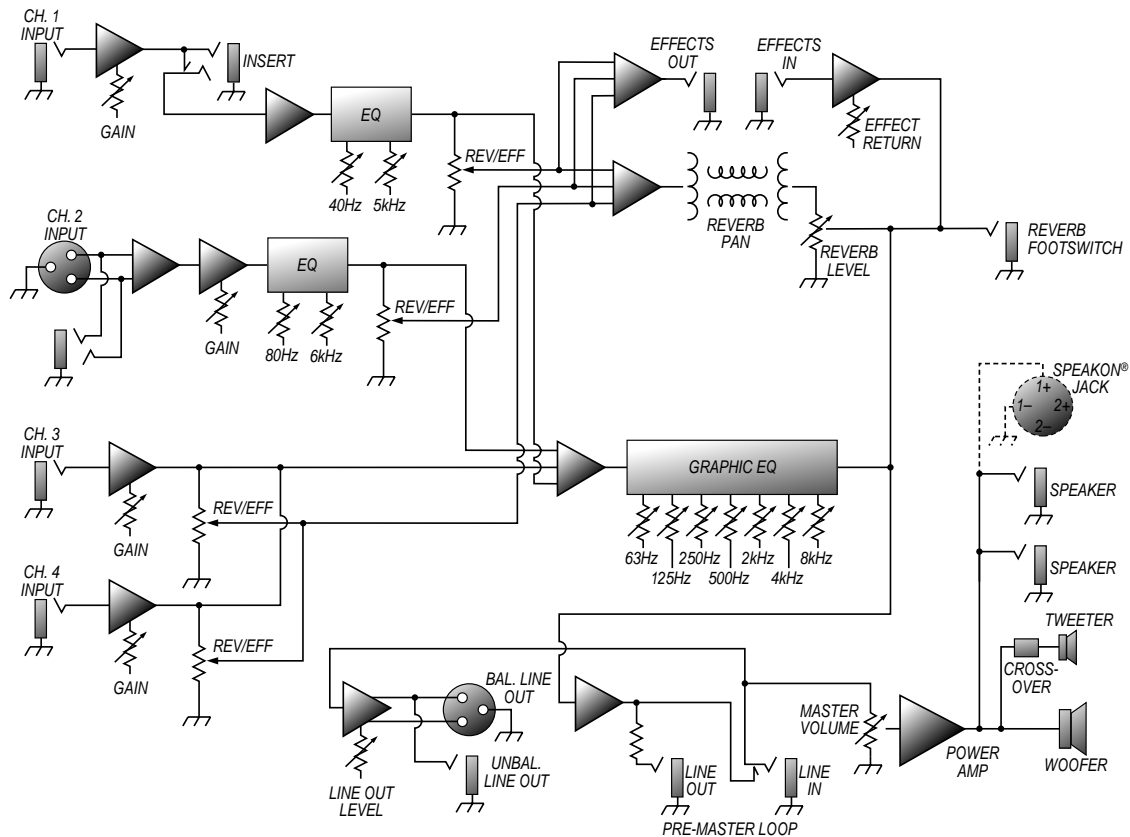 CH. 1
INPUT
INSERT
GAIN
EQ
40Hz
5kHz
REV/EFF
EFFECTS
OUT
EFFECTS
IN
EFFECT
RETURN
REVERB
PAN
REVERB
LEVEL
REVERB
FOOTSWITCH
CH. 2
INPUT
GAIN
EQ
80Hz
6kHz
REV/EFF
SPEAKON®
JACK
1+
1–
2+
2–
CH. 3
INPUT
GAIN
REV/EFF
GRAPHIC EQ
63Hz
125Hz
250Hz
500Hz
2kHz
4kHz
8kHz
SPEAKER
SPEAKER
CH. 4
INPUT
GAIN
REV/EFF
TWEETER
CROSS-
OVER
BAL. LINE
OUT
UNBAL.
LINE OUT
LINE OUT
LEVEL
LINE
OUT
LINE
IN
PRE-MASTER LOOP
MASTER
VOLUME
POWER
AMP
WOOFER